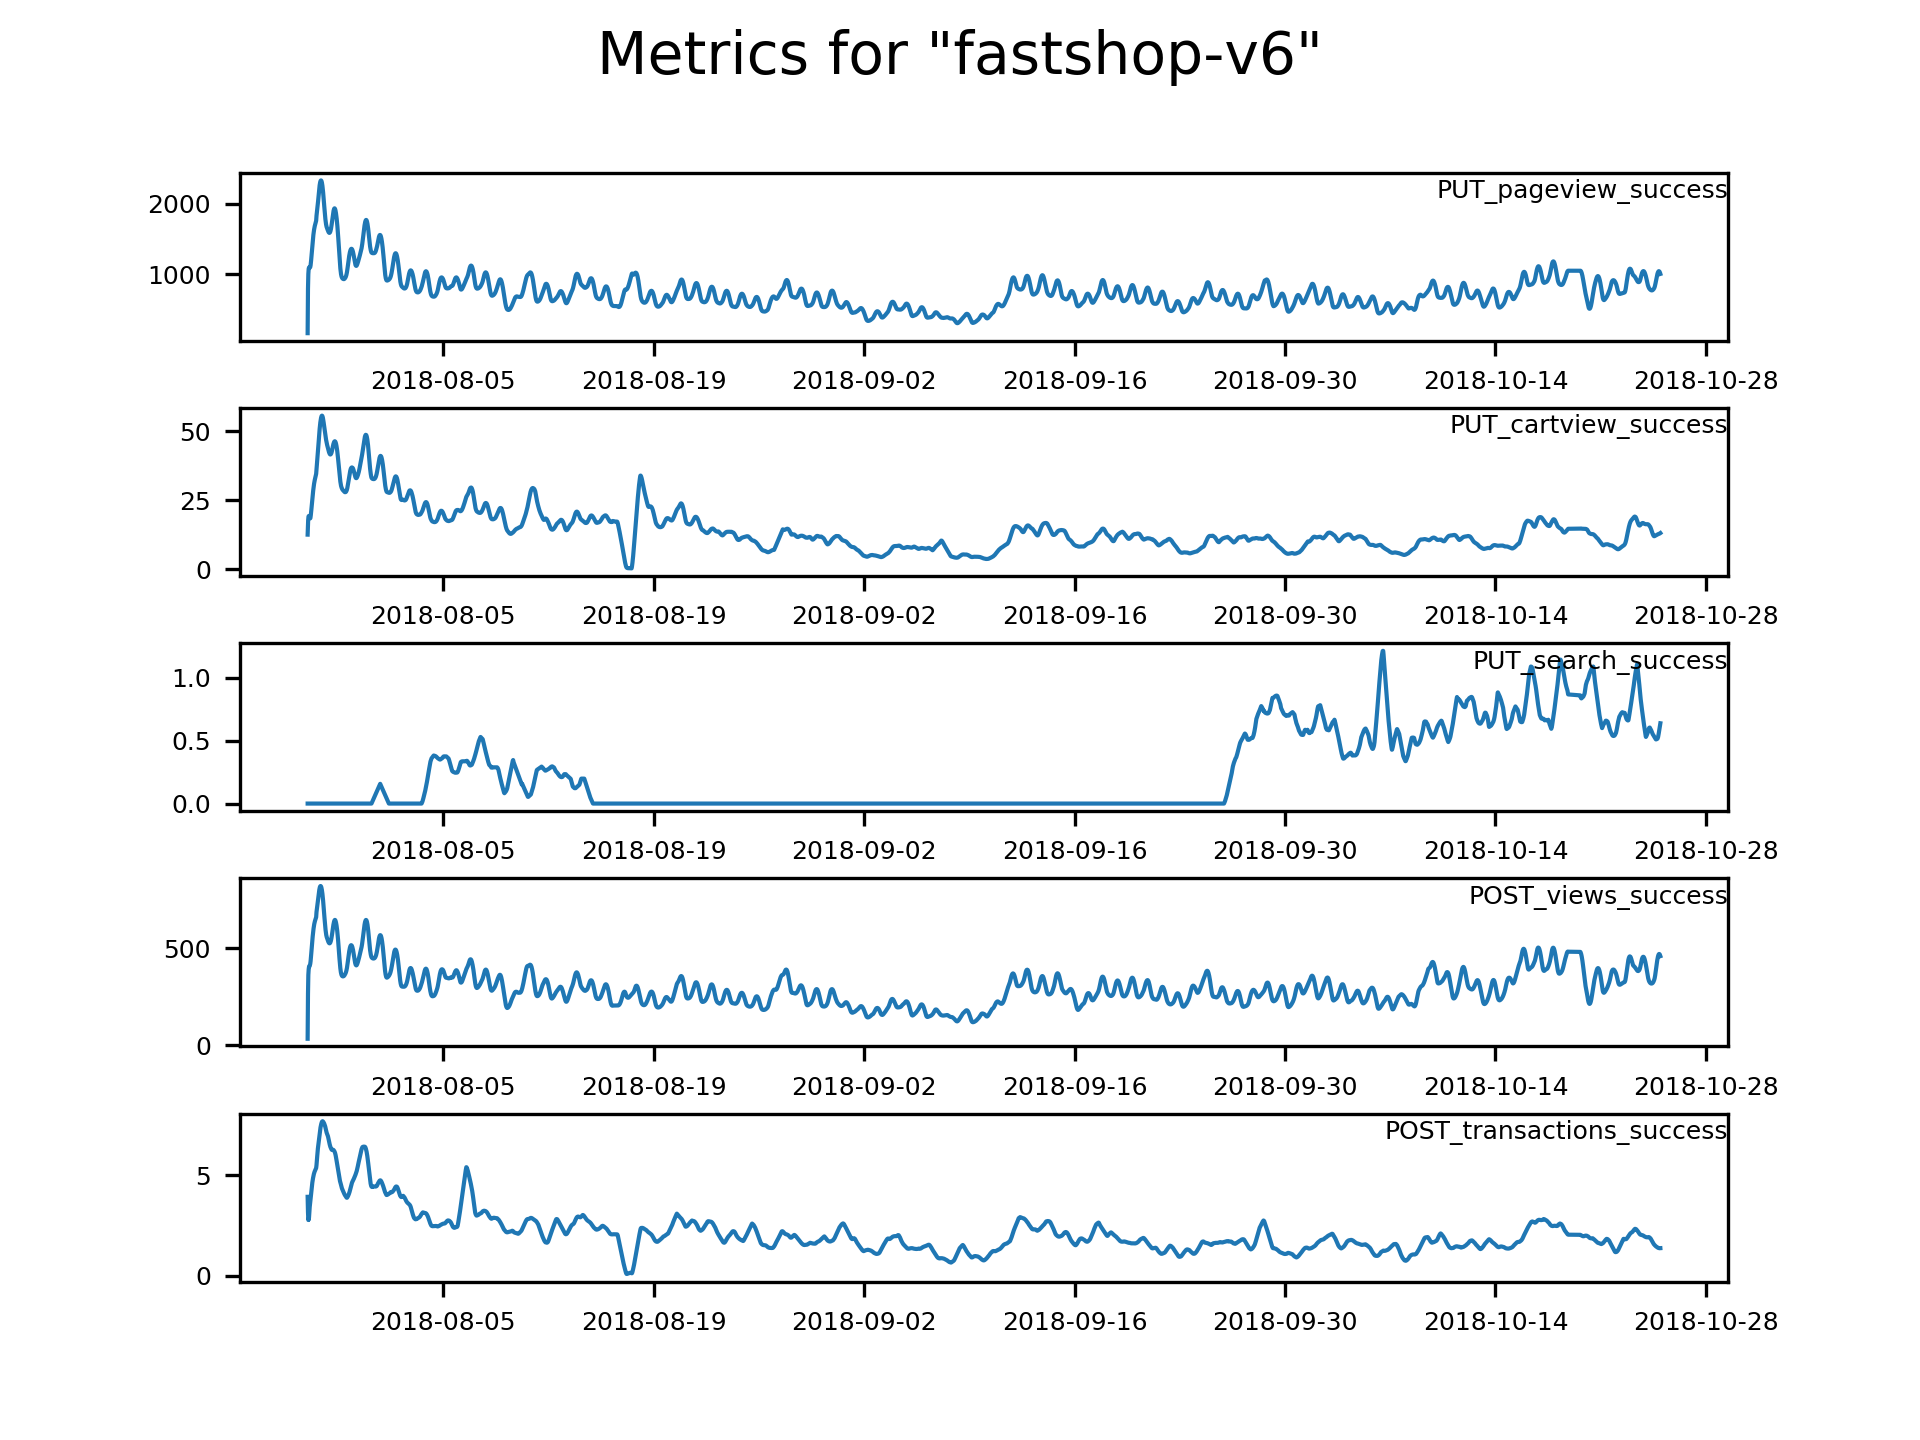 Metrics for "fastshop-v6"
PUT_pageview_success
2000
1000
2018-08-05 2018-08-19 2018-09-02 2018-09-16 2018-09-30 2018-10-14 2018-10-28
PUT_cartview_success
50
25
0
2018-08-05 2018-08-19 2018-09-02 2018-09-16 2018-09-30 2018-10-14 2018-10-28
PUT_search_success
1.0
0.5
0.0
2018-08-05 2018-08-19 2018-09-02 2018-09-16 2018-09-30 2018-10-14 2018-10-28
POST_views_success
500
0
2018-08-05 2018-08-19 2018-09-02 2018-09-16 2018-09-30 2018-10-14 2018-10-28
POST_transactions_success
5
0
2018-08-05 2018-08-19 2018-09-02 2018-09-16 2018-09-30 2018-10-14 2018-10-28